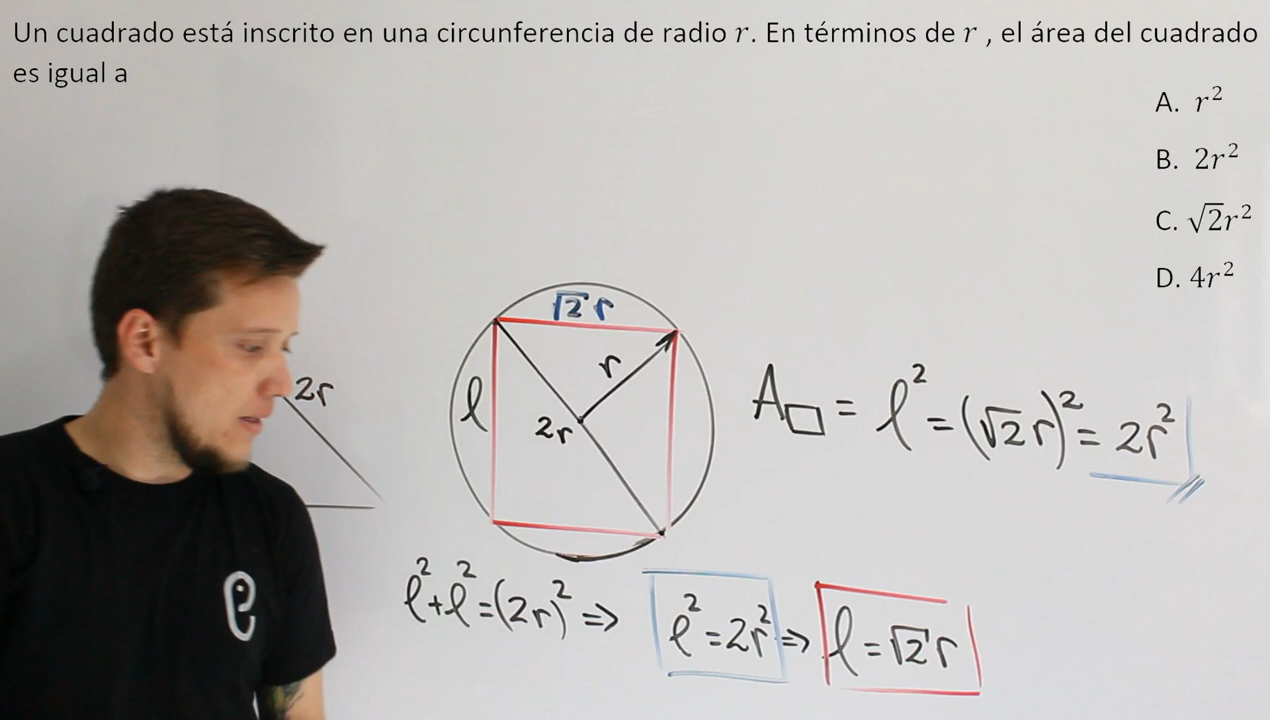 Un cuadrado está inscrito en una circunferencia de radio r. En términos de r , el área del cuadrado
es igual a
A. r²
B. 2r²
C. √2r²
D. 4r²
√2 r
r
2r
l
2r
A□ = l² = (√2 r)² = 2r²
l² + l² = (2r)² ⇒ l² = 2r² ⇒ l = √2 r
e